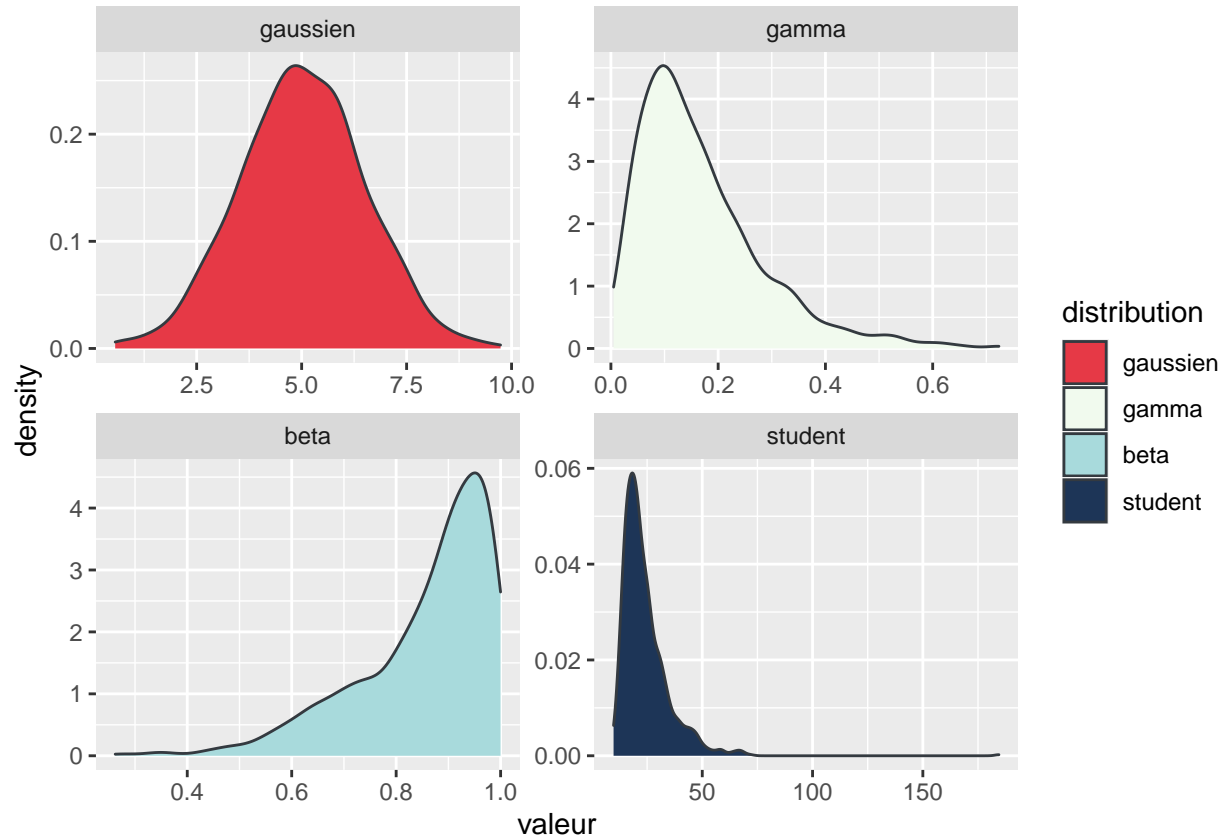 gaussien
gamma
0.2
0.1
0.0
4
3
2
1
0
2.5 5.0 7.5 10.0
0.0 0.2 0.4 0.6
beta
student
4
3
2
1
0
0.06
0.04
0.02
0.00
0.4 0.6 0.8 1.0
50 100 150
density
valeur
distribution
gaussien
gamma
beta
student